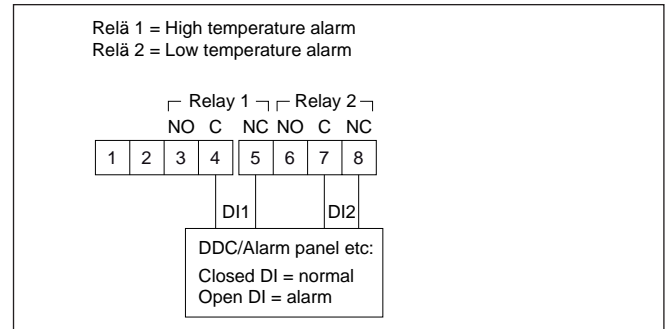 Relä 1 = High temperature alarm
Relä 2 = Low temperature alarm
Relay 1 Relay 2
NO C NC NO C NC
1 2 3 4 5 6 7 8
DI1 DI2
DDC/Alarm panel etc:
Closed DI = normal
Open DI = alarm